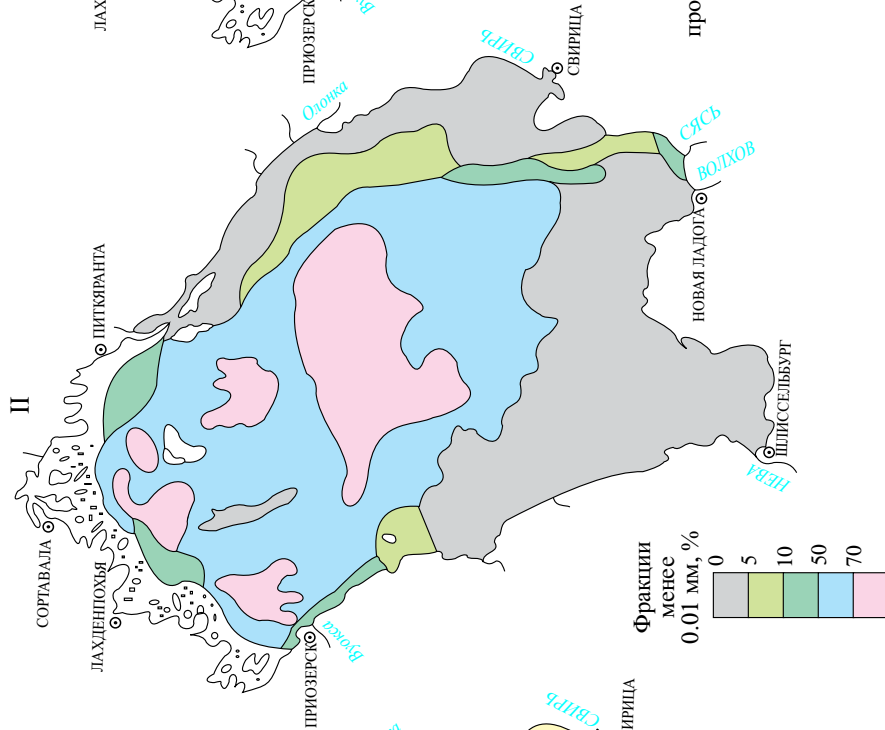 ЛАХ
ПРИОЗЕРСК
Ву
СВИРЬ
СВИРИЦА
про
Олонка
СЯСЬ
ВОЛХОВ
НОВАЯ ЛАДОГА
ПИТКЯРАНТА
II
ШЛИССЕЛЬБУРГ
НЕВА
СОРТАВАЛА
ЛАХДЕНПОХЬЯ
ПРИОЗЕРСК
Вуокса
Фракции
менее
0.01 мм, %
0
5
10
50
70
СВИРЬ
ИРИЦА